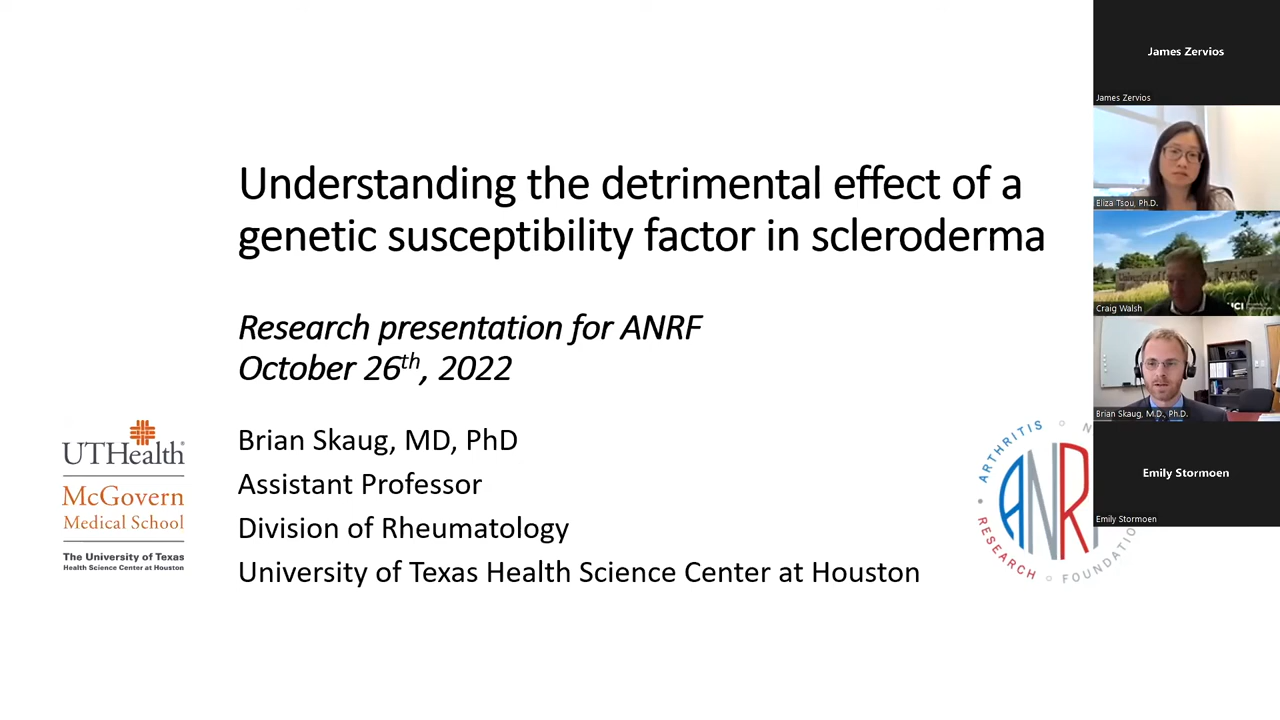 Understanding the detrimental effect of a
genetic susceptibility factor in scleroderma
Research presentation for ANRF
October 26th, 2022
Brian Skaug, MD, PhD
Assistant Professor
Division of Rheumatology
University of Texas Health Science Center at Houston
UTHealth®
McGovern
Medical School
The University of Texas
Health Science Center at Houston
ARTHRITIS
ANR
RESEARCH
James Zervios
James Zervios
Eliza Tsou, Ph.D.
UCI
Craig Walsh
Brian Skaug, M.D., Ph.D.
Emily Stormoen
Emily Stormoen